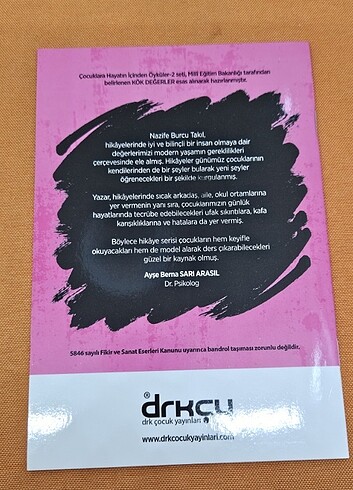 Çocuklara Hayatın İçinden Öyküler-2 seti, Millî Eğitim Bakanlığı tarafından
belirlenen KÖK DEĞERLER esas alınarak hazırlanmıştır.
Nazife Burcu Takıl,
hikâyelerinde iyi ve bilinçli bir insan olmaya dair
değerlerimizi modern yaşamın gereklilikleri
çerçevesinde ele almış. Hikâyeler günümüz çocuklarının
kendilerinden de bir şeyler bularak yeni şeyler
öğrenecekleri bir şekilde kurgulanmış.
Yazar, hikâyelerinde sıcak arkadaş, aile, okul ortamlarına
yer vermenin yanı sıra, çocuklarımızın günlük
hayatlarında tecrübe edebilecekleri ufak sıkıntılara, kafa
karışıklıklarına ve hatalara da yer vermiş.
Böylece hikâye serisi çocukların hem keyifle
okuyacakları hem de model alarak ders çıkarabilecekleri
güzel bir kaynak olmuş.
Ayşe Berna SARI ARASIL
Dr. Psikolog
5846 sayılı Fikir ve Sanat Eserleri Kanunu uyarınca bandrol taşıması zorunlu değildir.
® drkçu
drk çocuk yayınları
www.drkcocukyayinlari.com